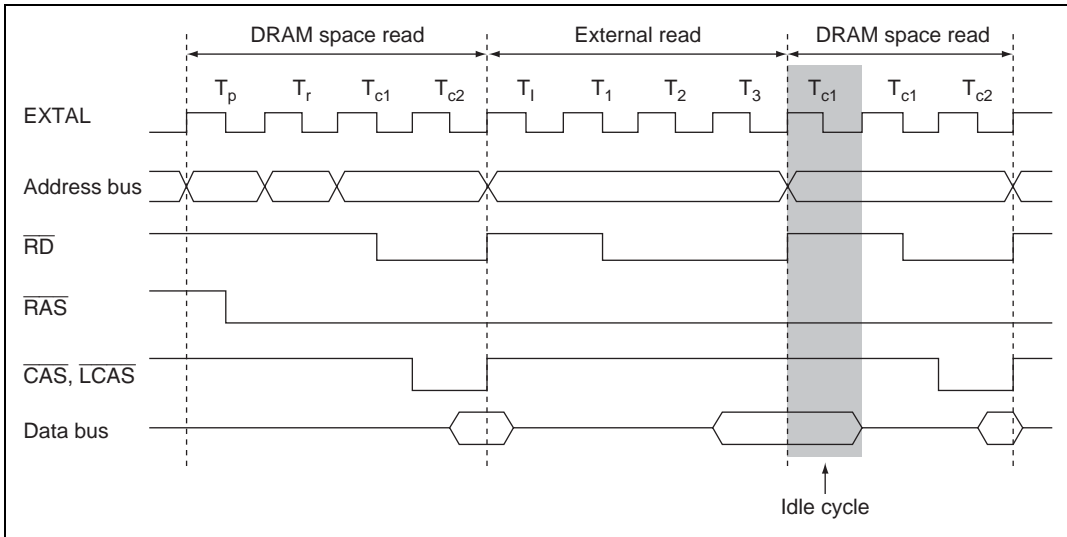 DRAM space read External read DRAM space read
Tp Tr Tc1 Tc2 TI T1 T2 T3 Tc1 Tc1 Tc2
EXTAL
Address bus
RD
RAS
CAS, LCAS
Data bus
Idle cycle